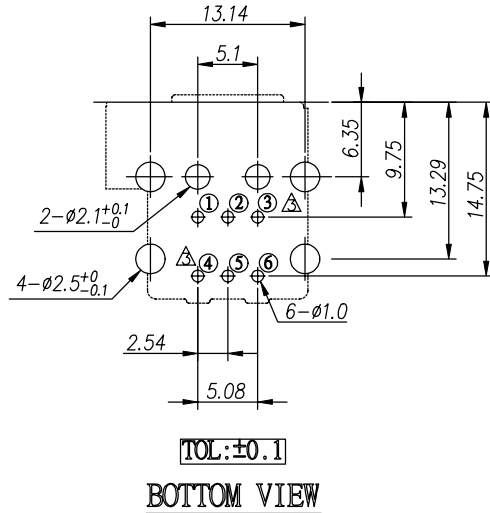 13.14
5.1
6.35
9.75
13.29
14.75
① ② ③ 3
2-ø2.1+0.1-0
3 ④ ⑤ ⑥
4-ø2.5+0-0.1
6-ø1.0
2.54
5.08
TOL:±0.1
BOTTOM VIEW